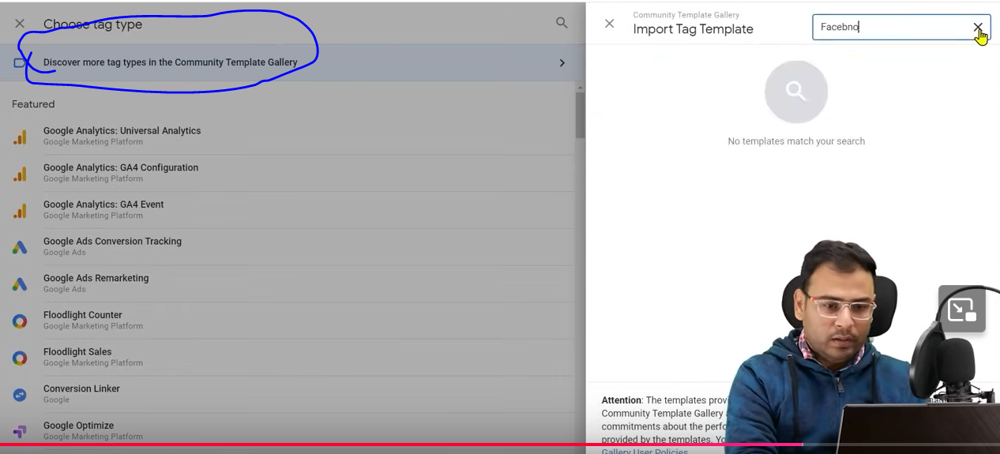 Choose tag type
Discover more tag types in the Community Template Gallery
Featured
Google Analytics: Universal Analytics
Google Marketing Platform
Google Analytics: GA4 Configuration
Google Marketing Platform
Google Analytics: GA4 Event
Google Marketing Platform
Google Ads Conversion Tracking
Google Ads
Google Ads Remarketing
Google Ads
Floodlight Counter
Google Marketing Platform
Floodlight Sales
Google Marketing Platform
Conversion Linker
Google
Google Optimize
Google Marketing Platform
Community Template Gallery
Import Tag Template
Facebno
No templates match your search
Attention: The templates provi
Community Template Gallery
commitments about the perfo
provided by the templates. Yo
Gallery User Policies